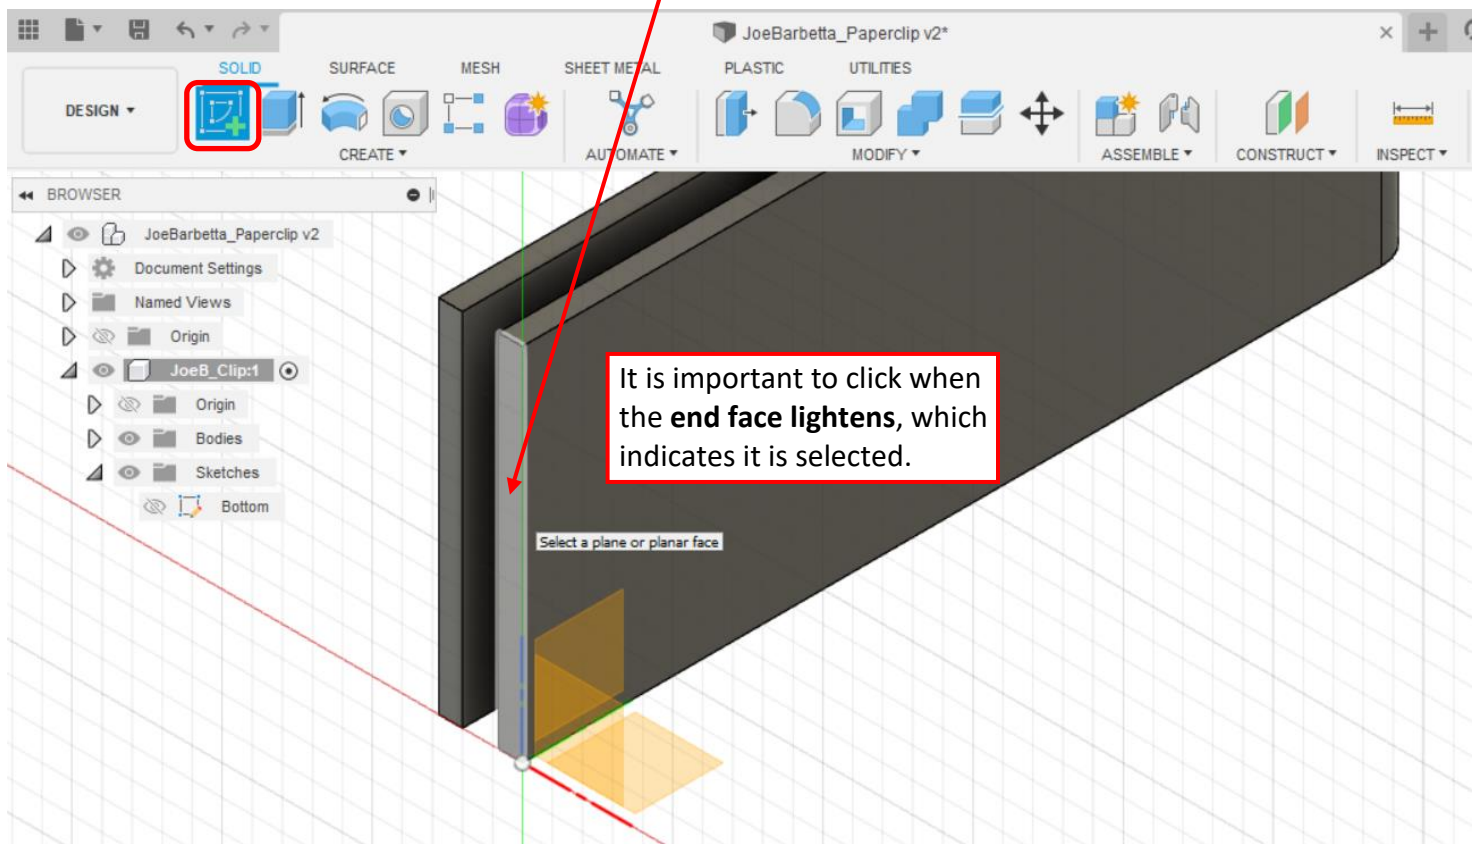 JoeBarbetta_Paperclip v2*
SOLID SURFACE MESH SHEET METAL PLASTIC UTILITIES
DESIGN
CREATE AUTOMATE MODIFY ASSEMBLE CONSTRUCT INSPECT
BROWSER
JoeBarbetta_Paperclip v2
Document Settings
Named Views
Origin
JoeB_Clip:1
Origin
Bodies
Sketches
Bottom
It is important to click when
the end face lightens, which
indicates it is selected.
Select a plane or planar face